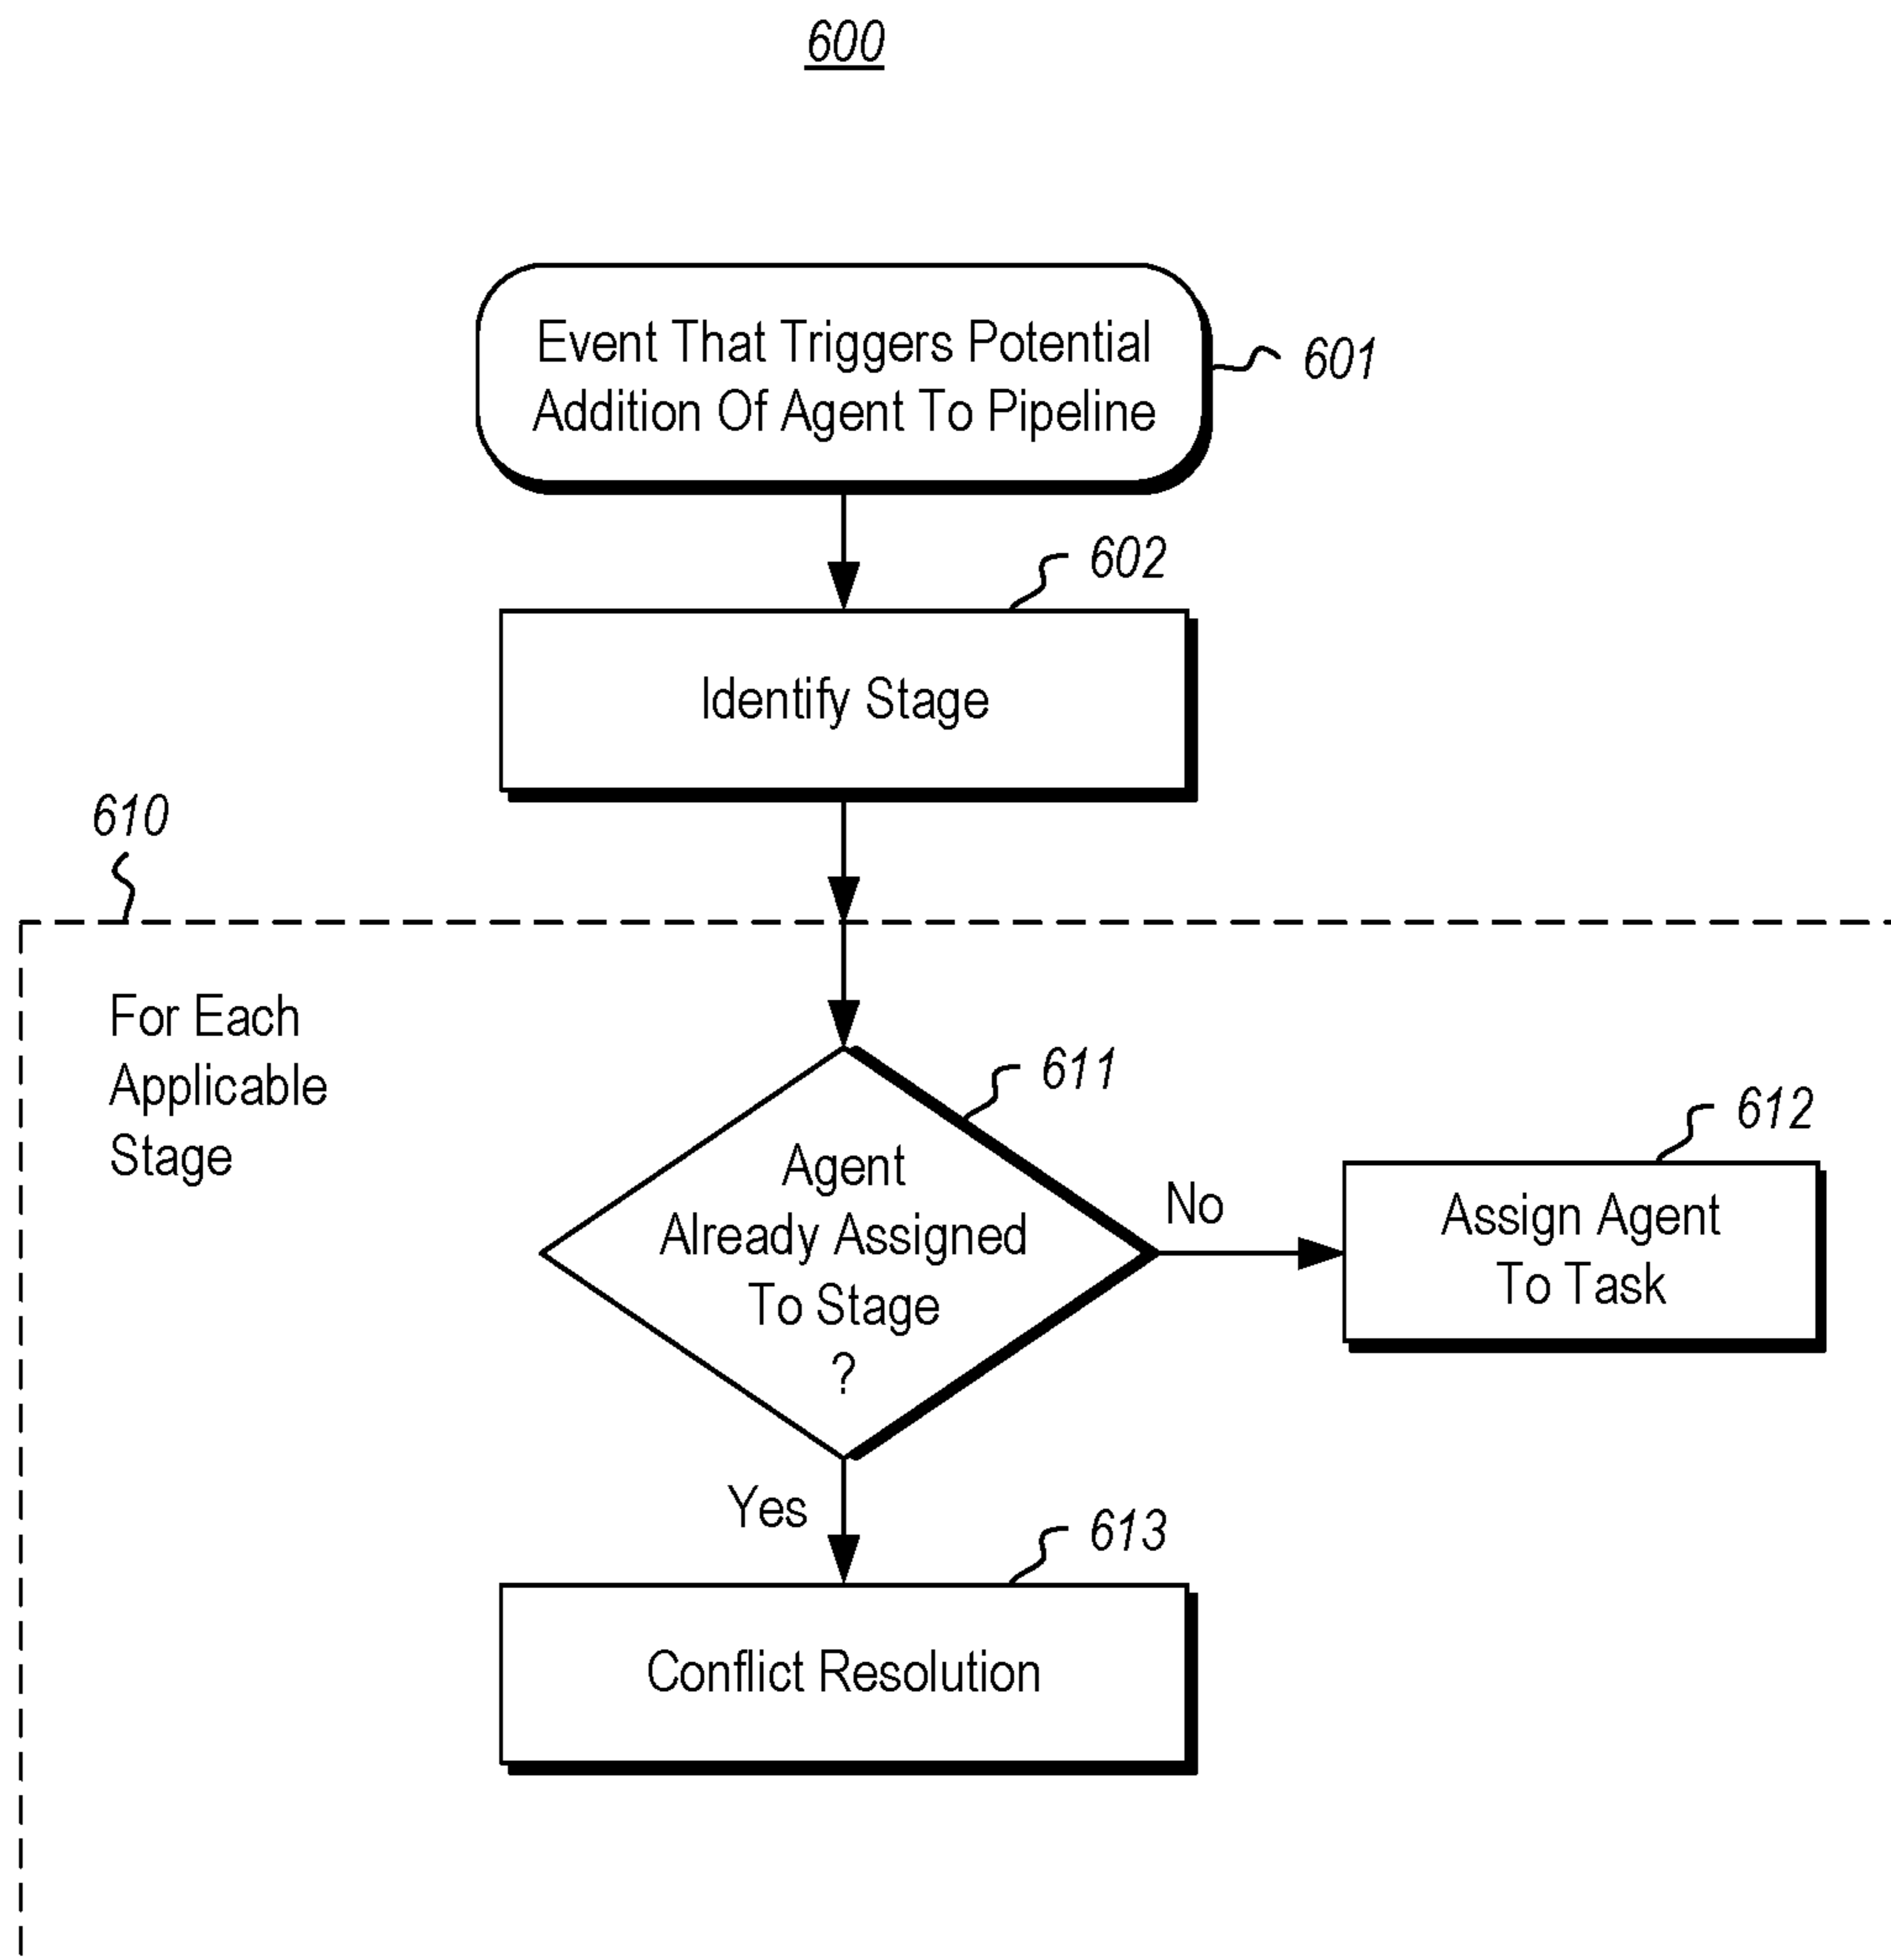 600
Event That Triggers Potential
Addition Of Agent To Pipeline
601
602
Identify Stage
610
For Each
Applicable
Stage
611
Agent
Already Assigned
To Stage
?
No
612
Assign Agent
To Task
Yes
613
Conflict Resolution